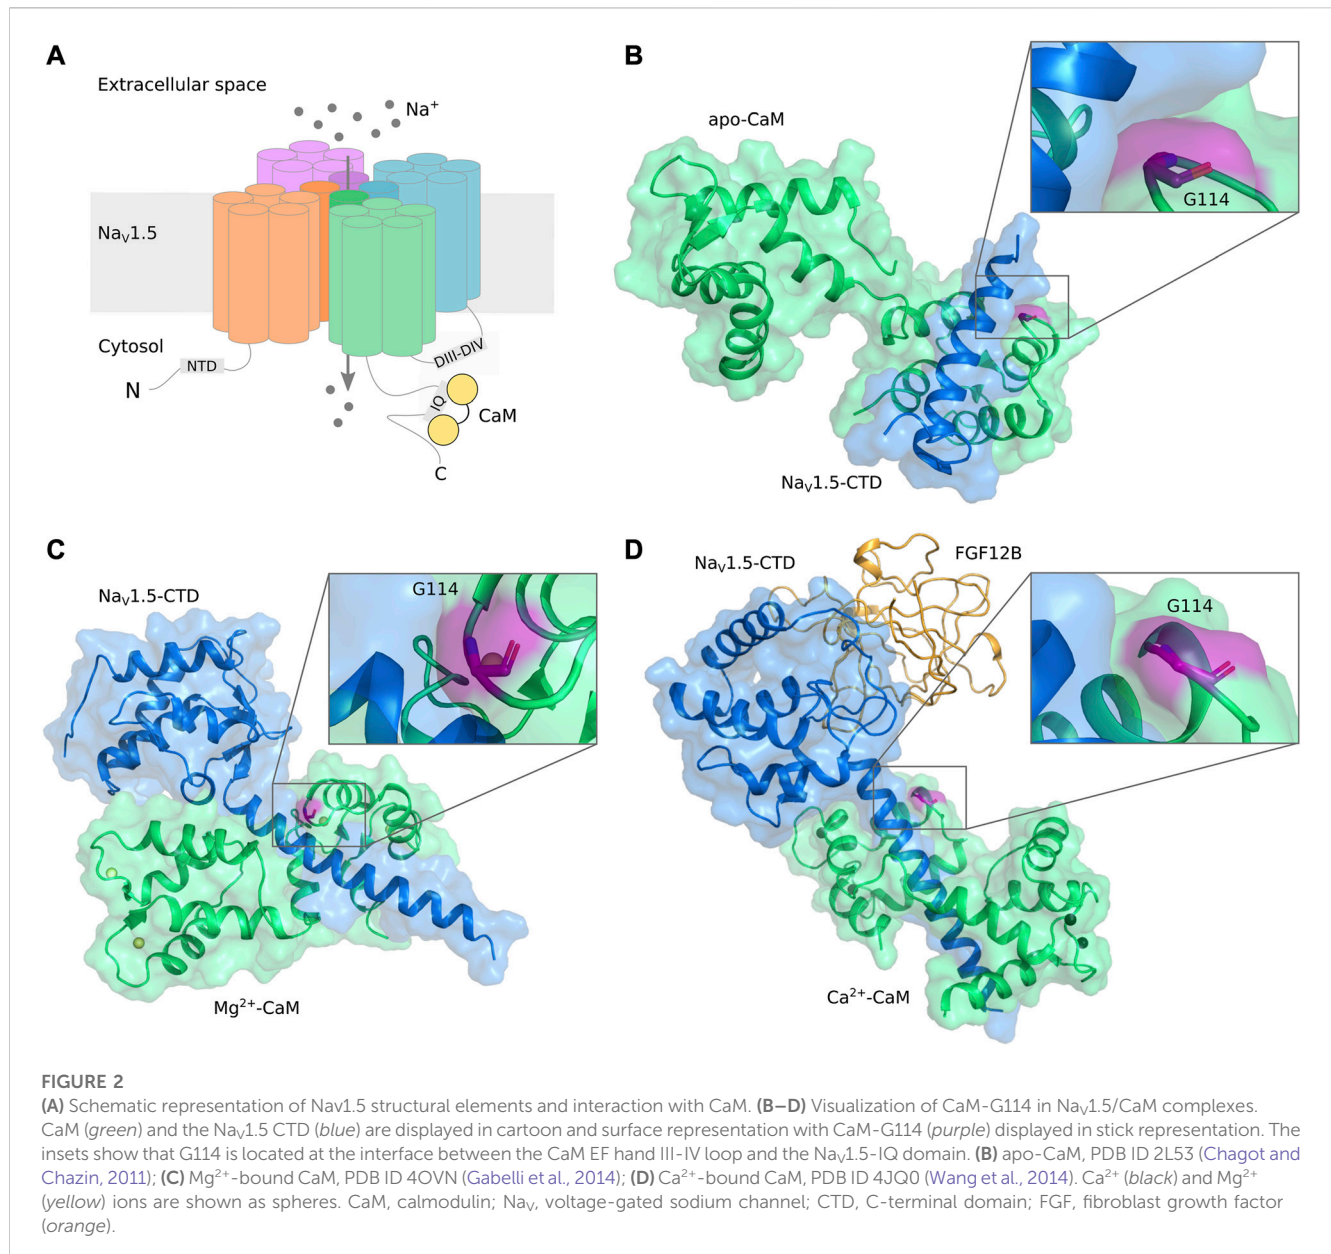 A
Extracellular space
Na⁺
Naᵥ1.5
Cytosol
NTD
N
DIII-DIV
IQ
CaM
C
B
apo-CaM
G114
Naᵥ1.5-CTD
C
Naᵥ1.5-CTD
G114
Mg²⁺-CaM
D
Naᵥ1.5-CTD
FGF12B
G114
Ca²⁺-CaM
FIGURE 2
(A) Schematic representation of Nav1.5 structural elements and interaction with CaM. (B–D) Visualization of CaM-G114 in Naᵥ1.5/CaM complexes.
CaM (green) and the Naᵥ1.5 CTD (blue) are displayed in cartoon and surface representation with CaM-G114 (purple) displayed in stick representation. The
insets show that G114 is located at the interface between the CaM EF hand III-IV loop and the Naᵥ1.5-IQ domain. (B) apo-CaM, PDB ID 2L53 (Chagot and
Chazin, 2011); (C) Mg²⁺-bound CaM, PDB ID 4OVN (Gabelli et al., 2014); (D) Ca²⁺-bound CaM, PDB ID 4JQ0 (Wang et al., 2014). Ca²⁺ (black) and Mg²⁺
(yellow) ions are shown as spheres. CaM, calmodulin; Naᵥ, voltage-gated sodium channel; CTD, C-terminal domain; FGF, fibroblast growth factor
(orange).